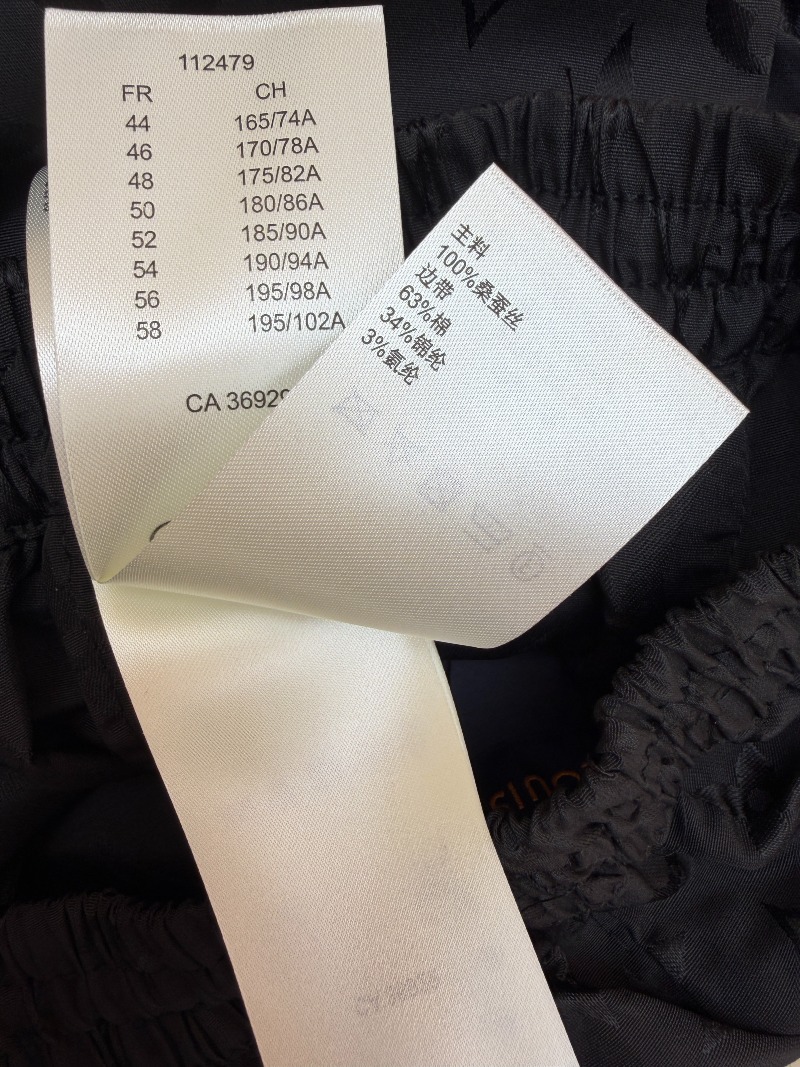 112479
FR CH
44 165/74A
46 170/78A
48 175/82A
50 180/86A
52 185/90A
54 190/94A
56 195/98A
58 195/102A
CA 36929
主料
100%桑蚕丝
边带
63%棉
34%锦纶
3%氨纶